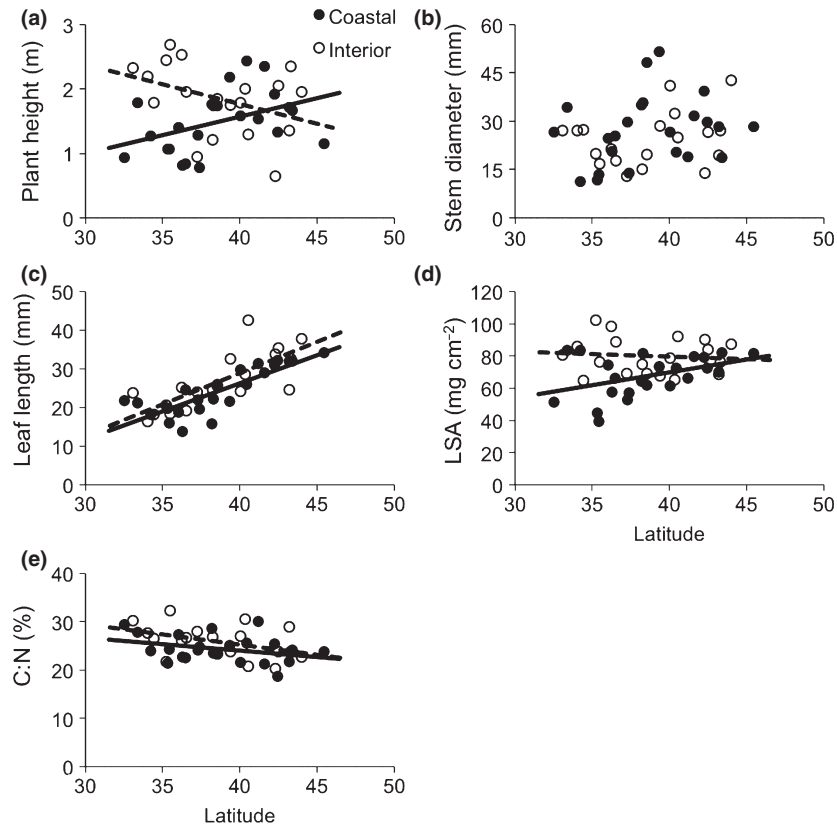 (a)
Plant height (m)
3
2
1
0
30 35 40 45 50
Coastal
Interior
(b)
Stem diameter (mm)
60
45
30
15
0
30 35 40 45 50
(c)
Leaf length (mm)
50
40
30
20
10
0
30 35 40 45 50
(d)
LSA (mg cm⁻²)
120
100
80
60
40
20
0
30 35 40 45 50
Latitude
(e)
C:N (%)
40
30
20
10
0
30 35 40 45 50
Latitude